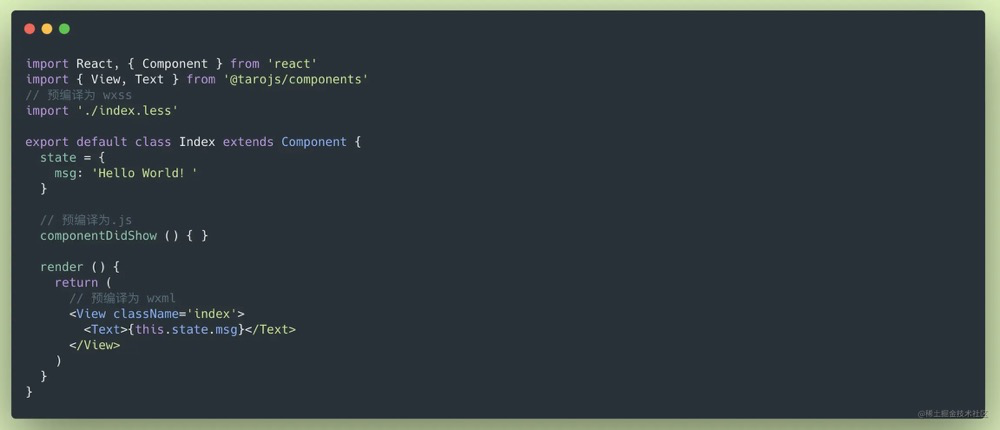 import React, { Component } from 'react'
import { View, Text } from '@tarojs/components'
// 预编译为 wxss
import './index.less'

export default class Index extends Component {
  state = {
    msg: 'Hello World! '
  }

  // 预编译为.js
  componentDidShow () { }

  render () {
    return (
      // 预编译为 wxml
      <View className='index'>
        <Text>{this.state.msg}</Text>
      </View>
    )
  }
}
@稀土掘金技术社区